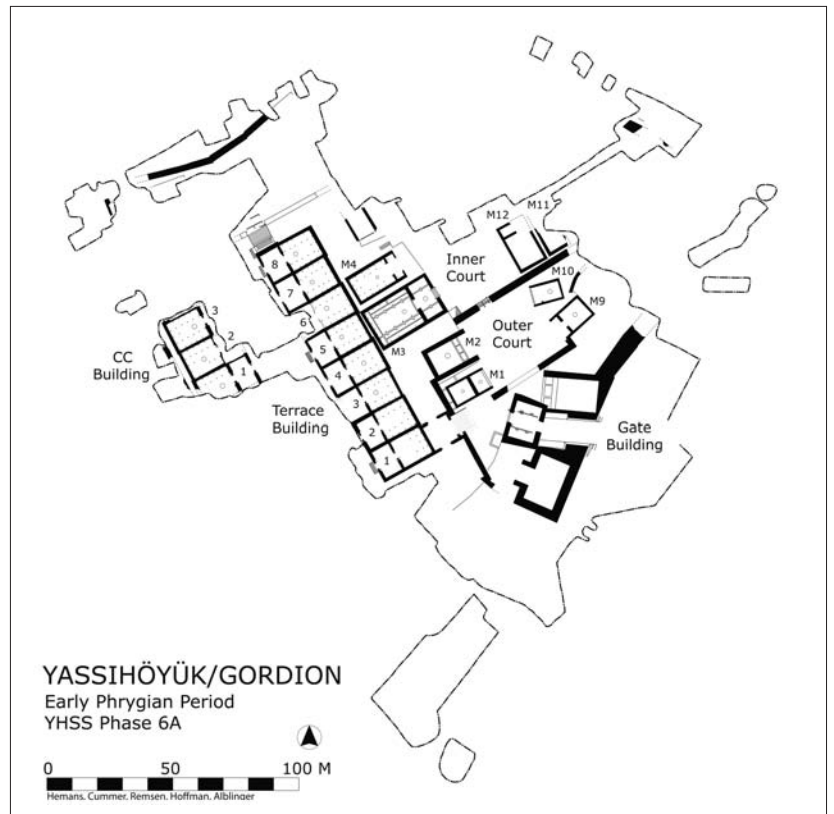 M12
M11
Inner
Court
M4
8
7
6
M10
M9
Outer
Court
3
2
1
CC
Building
5
4
3
2
1
M3
M2
M1
Terrace
Building
Gate
Building
YASSIHÖYÜK/GORDION
Early Phrygian Period
YHSS Phase 6A
0 50 100 M
Hemans, Cummer, Remsen, Hoffman, Alblinger